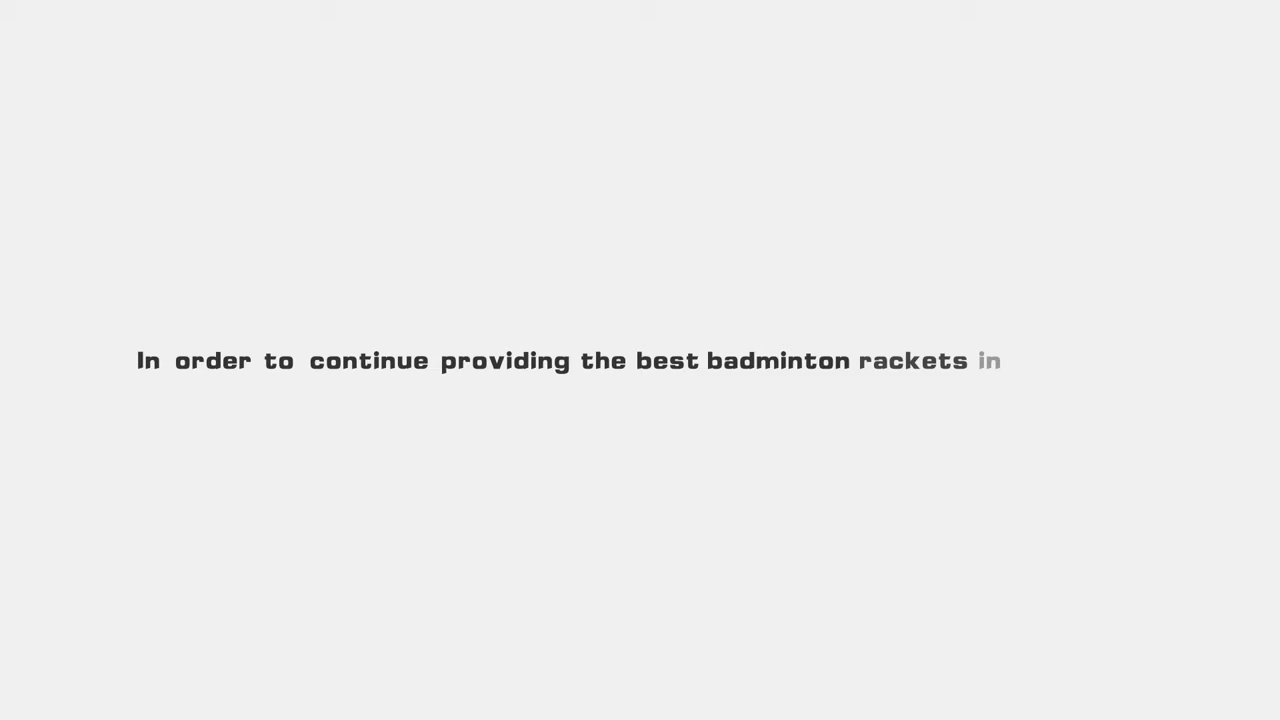 In order to continue providing the best badminton rackets in